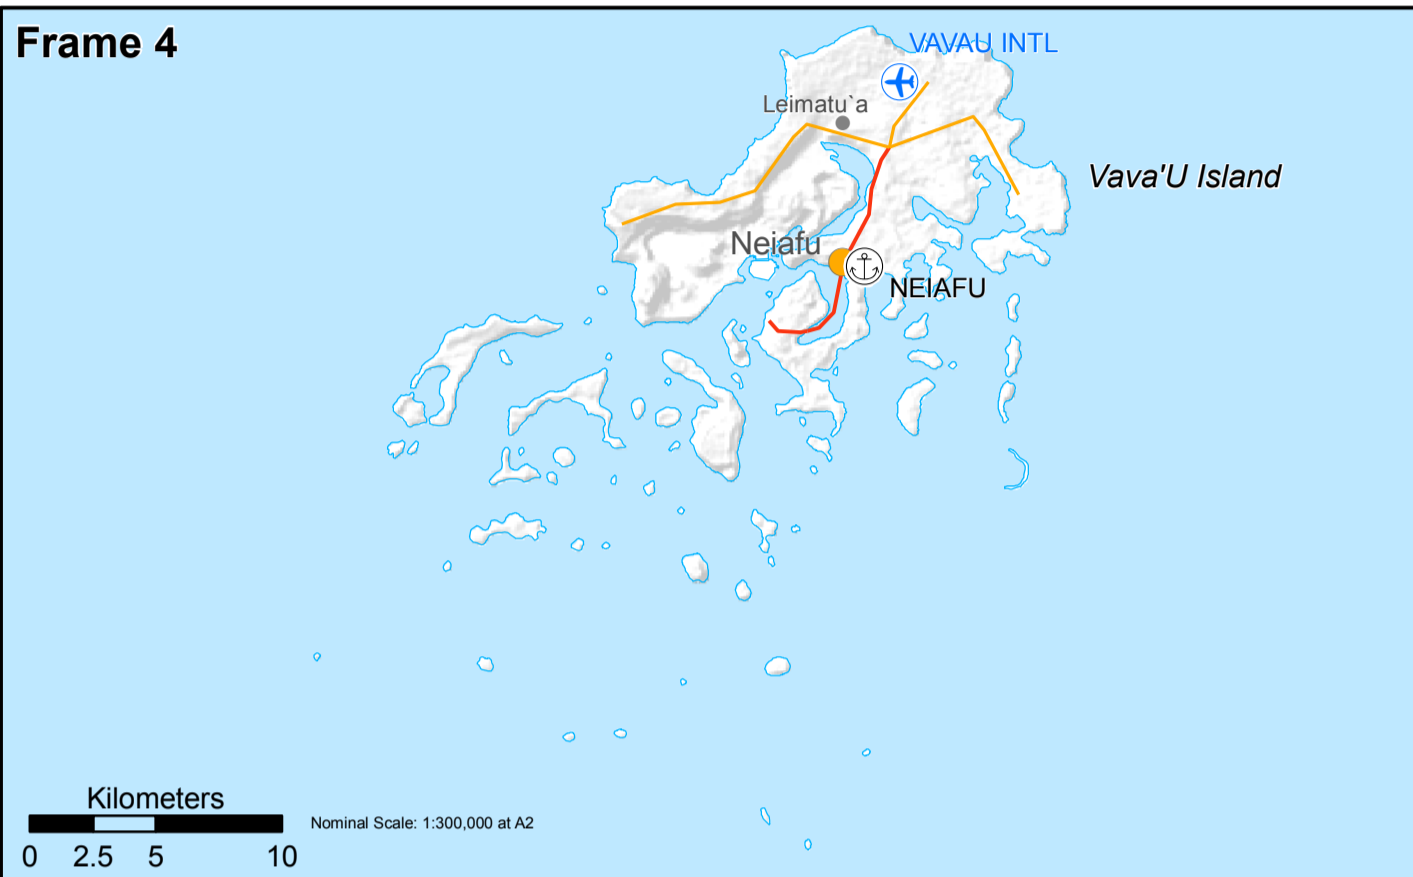 Frame 4
VAVAU INTL
Leimatu`a
Vava'U Island
Neiafu
NEIAFU
Kilometers
Nominal Scale: 1:300,000 at A2
0 2.5 5 10